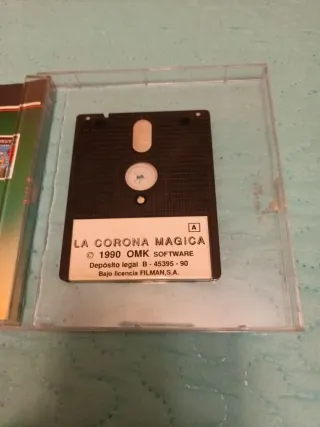 A
LA CORONA MAGICA
© 1990 OMK SOFTWARE
Depósito legal B - 45395 - 90
Bajo licencia FILMAN,S.A.